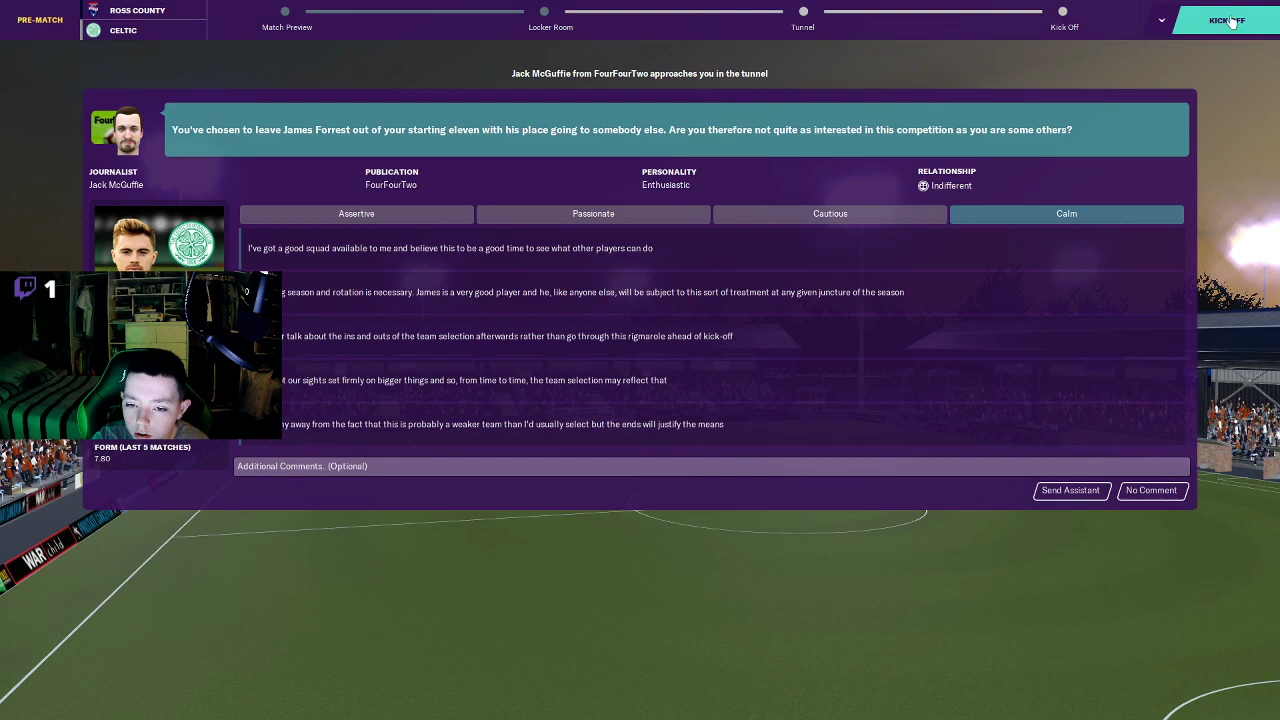 PRE-MATCH
ROSS COUNTY
CELTIC
Match Preview
Locker Room
Tunnel
Kick Off
Jack McGuffie from FourFourTwo approaches you in the tunnel
Four
You've chosen to leave James Forrest out of your starting eleven with his place going to somebody else. Are you therefore not quite as interested in this competition as you are some others?
JOURNALIST
Jack McGuffie
PUBLICATION
FourFourTwo
PERSONALITY
Enthusiastic
RELATIONSHIP
Indifferent
Assertive
Passionate
Cautious
Calm
I've got a good squad available to me and believe this to be a good time to see what other players can do
1
season and rotation is necessary. James is a very good player and he, like anyone else, will be subject to this sort of treatment at any given juncture of the season
talk about the ins and outs of the team selection afterwards rather than go through this rigmarole ahead of kick-off
our sights set firmly on bigger things and so, from time to time, the team selection may reflect that
away from the fact that this is probably a weaker team than I'd usually select but the ends will justify the means
FORM (LAST 5 MATCHES)
7.80
Additional Comments.. (Optional)
Send Assistant
No Comment
WAR child